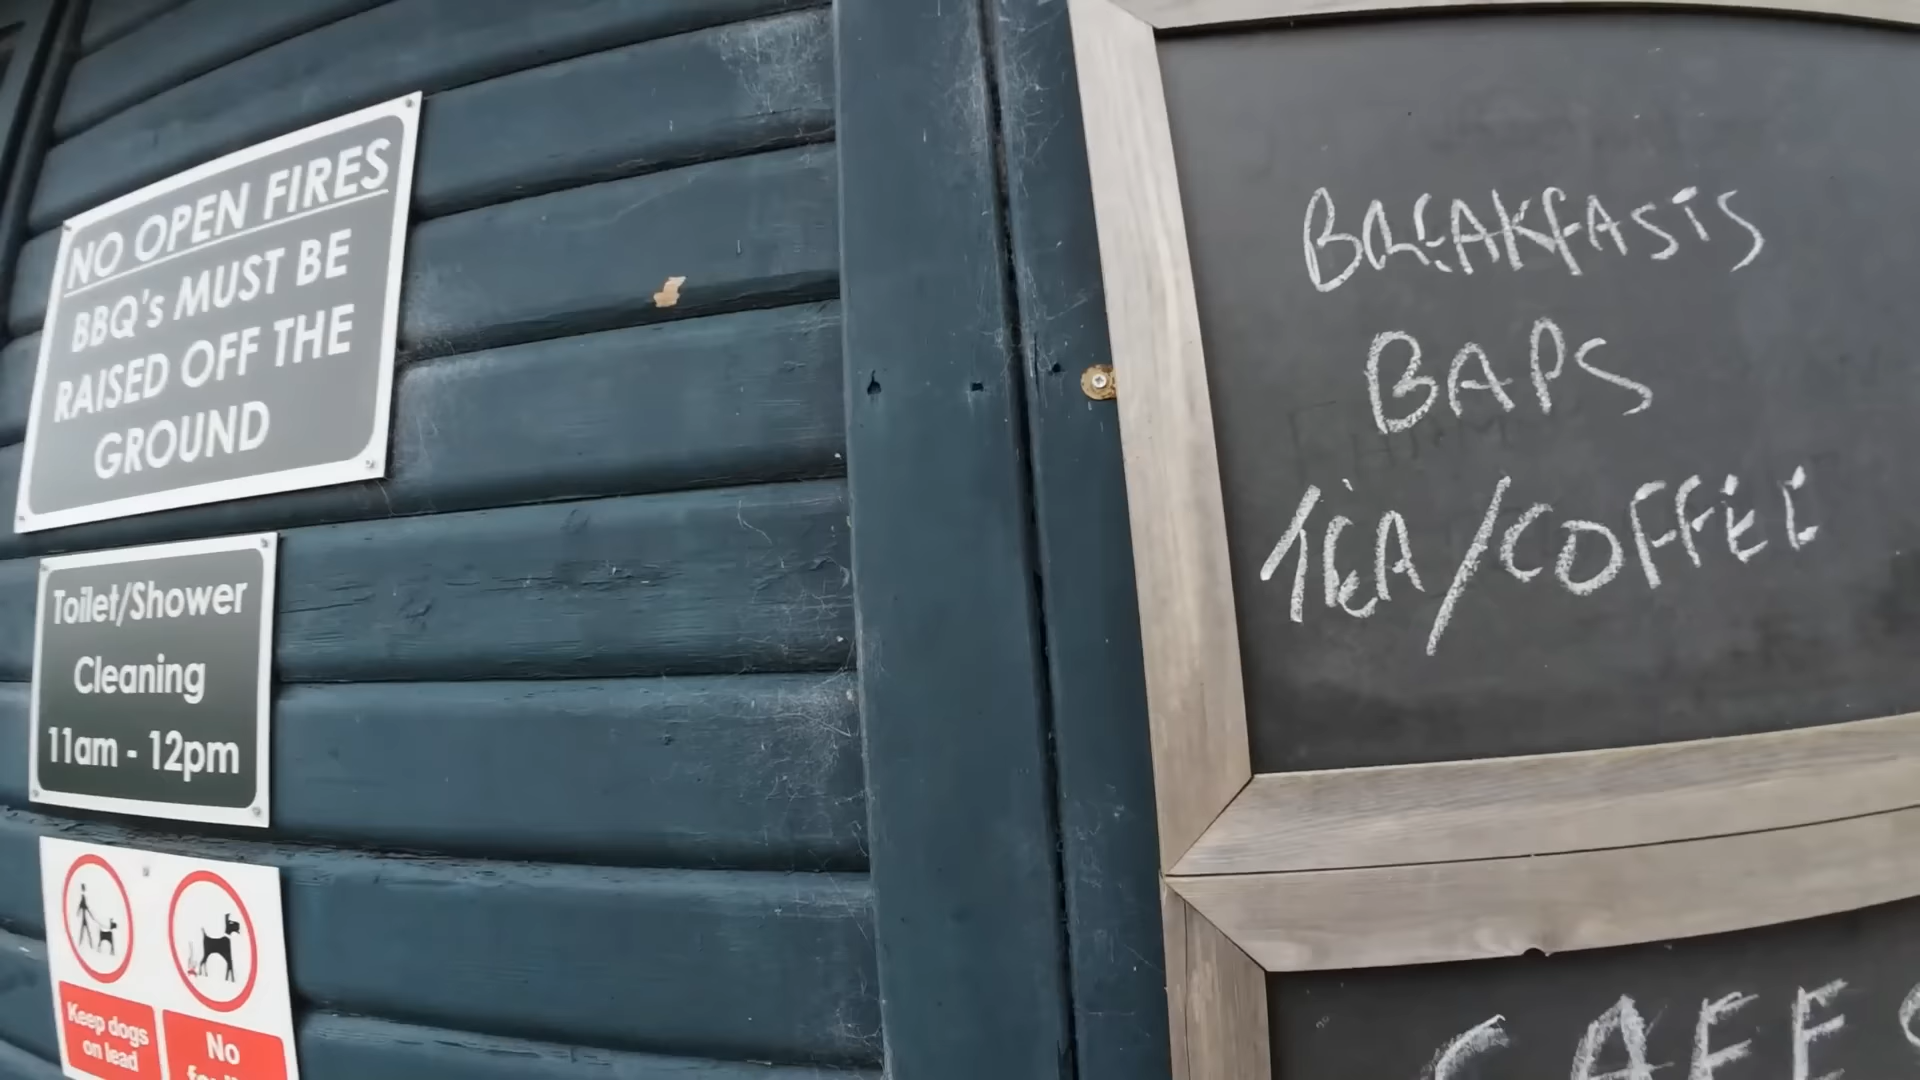 NO OPEN FIRES
BBQ's MUST BE
RAISED OFF THE
GROUND
Toilet/Shower
Cleaning
11am - 12pm
Keep dogs
on lead
No
BREAKFASTS
BAPS
TEA/COFFEE